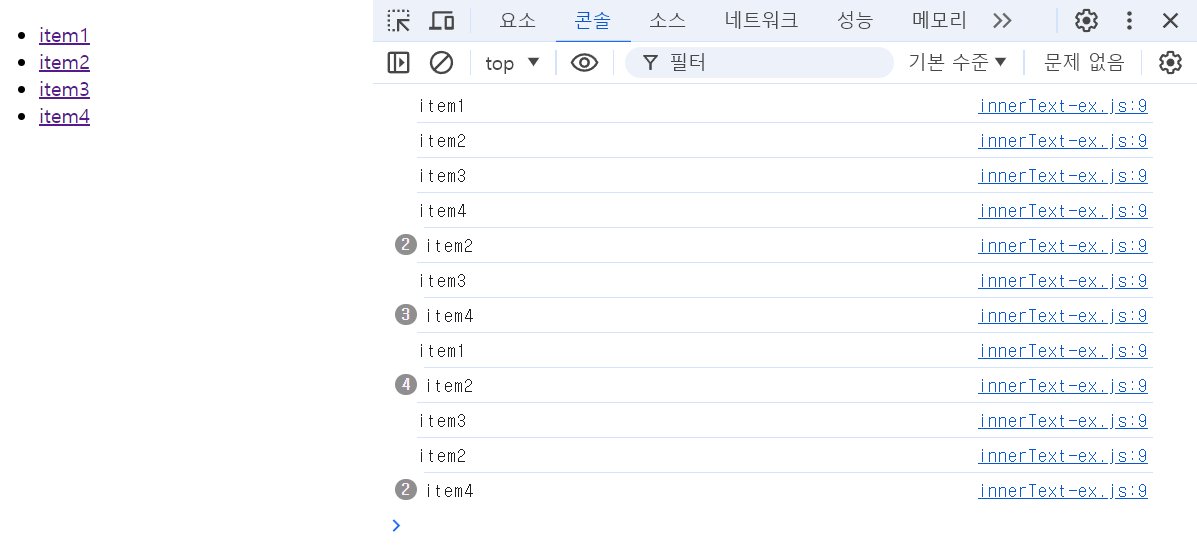 item1
item2
item3
item4
요소 콘솔 소스 네트워크 성능 메모리
top 필터 기본 수준 문제 없음
item1 innerText-ex.js:9
item2 innerText-ex.js:9
item3 innerText-ex.js:9
item4 innerText-ex.js:9
2 item2 innerText-ex.js:9
item3 innerText-ex.js:9
3 item4 innerText-ex.js:9
item1 innerText-ex.js:9
4 item2 innerText-ex.js:9
item3 innerText-ex.js:9
item2 innerText-ex.js:9
2 item4 innerText-ex.js:9